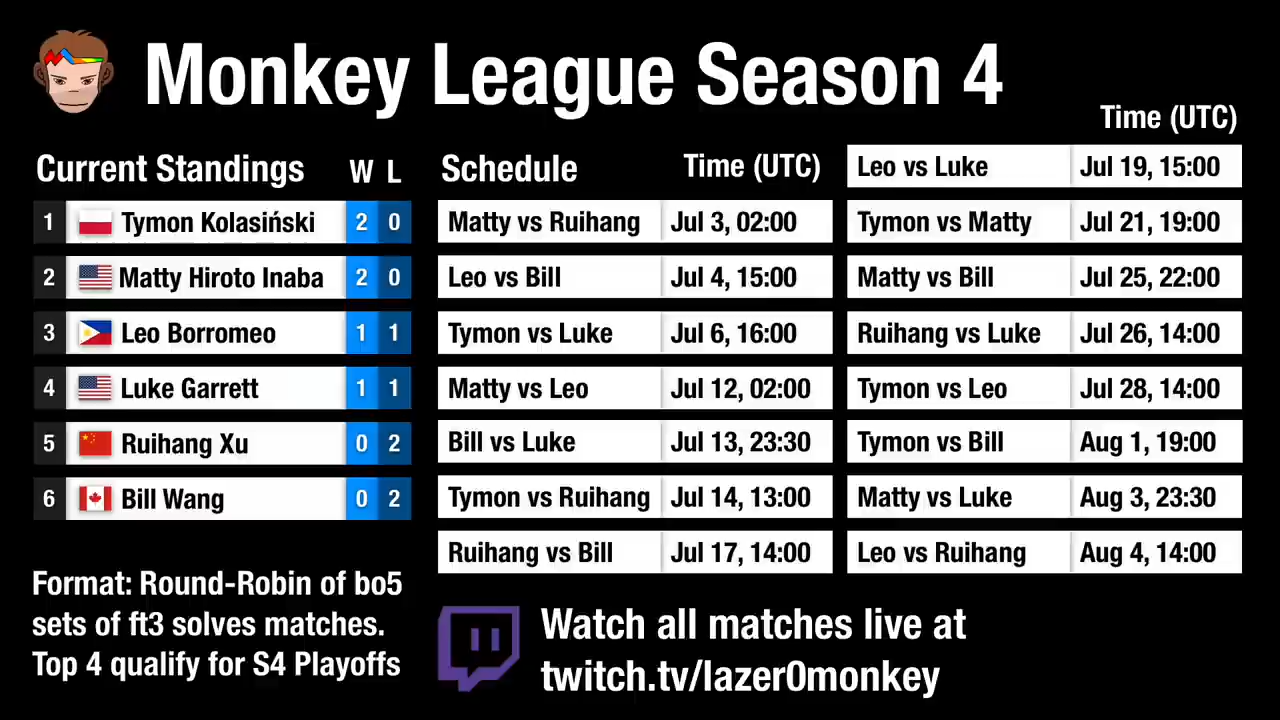 Monkey League Season 4
Current Standings W L
1 Tymon Kolasiński 2 0
2 Matty Hiroto Inaba 2 0
3 Leo Borromeo 1 1
4 Luke Garrett 1 1
5 Ruihang Xu 0 2
6 Bill Wang 0 2
Format: Round-Robin of bo5
sets of ft3 solves matches.
Top 4 qualify for S4 Playoffs
Schedule Time (UTC)
Matty vs Ruihang Jul 3, 02:00
Leo vs Bill Jul 4, 15:00
Tymon vs Luke Jul 6, 16:00
Matty vs Leo Jul 12, 02:00
Bill vs Luke Jul 13, 23:30
Tymon vs Ruihang Jul 14, 13:00
Ruihang vs Bill Jul 17, 14:00
Time (UTC)
Leo vs Luke Jul 19, 15:00
Tymon vs Matty Jul 21, 19:00
Matty vs Bill Jul 25, 22:00
Ruihang vs Luke Jul 26, 14:00
Tymon vs Leo Jul 28, 14:00
Tymon vs Bill Aug 1, 19:00
Matty vs Luke Aug 3, 23:30
Leo vs Ruihang Aug 4, 14:00
Watch all matches live at
twitch.tv/lazer0monkey